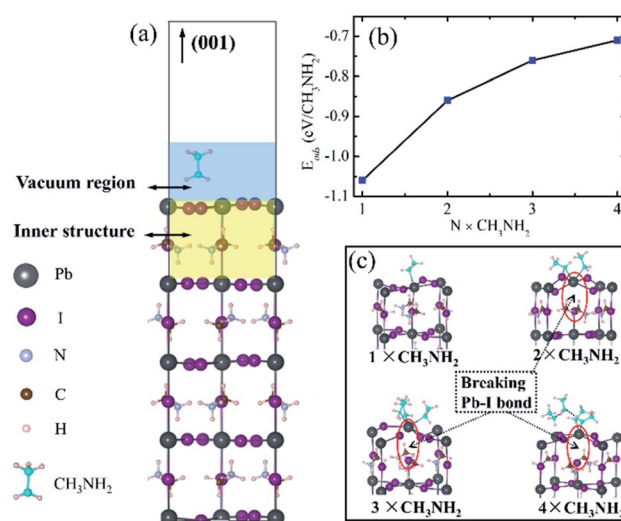 (a)
(001)
Vacuum region
Inner structure
Pb
I
N
C
H
CH₃NH₂
(b)
E_ads (eV/CH₃NH₂)
-0.7
-0.8
-0.9
-1.0
-1.1
1 2 3 4
N × CH₃NH₂
(c)
1 × CH₃NH₂
2 × CH₃NH₂
Breaking
Pb-I bond
3 × CH₃NH₂
4 × CH₃NH₂